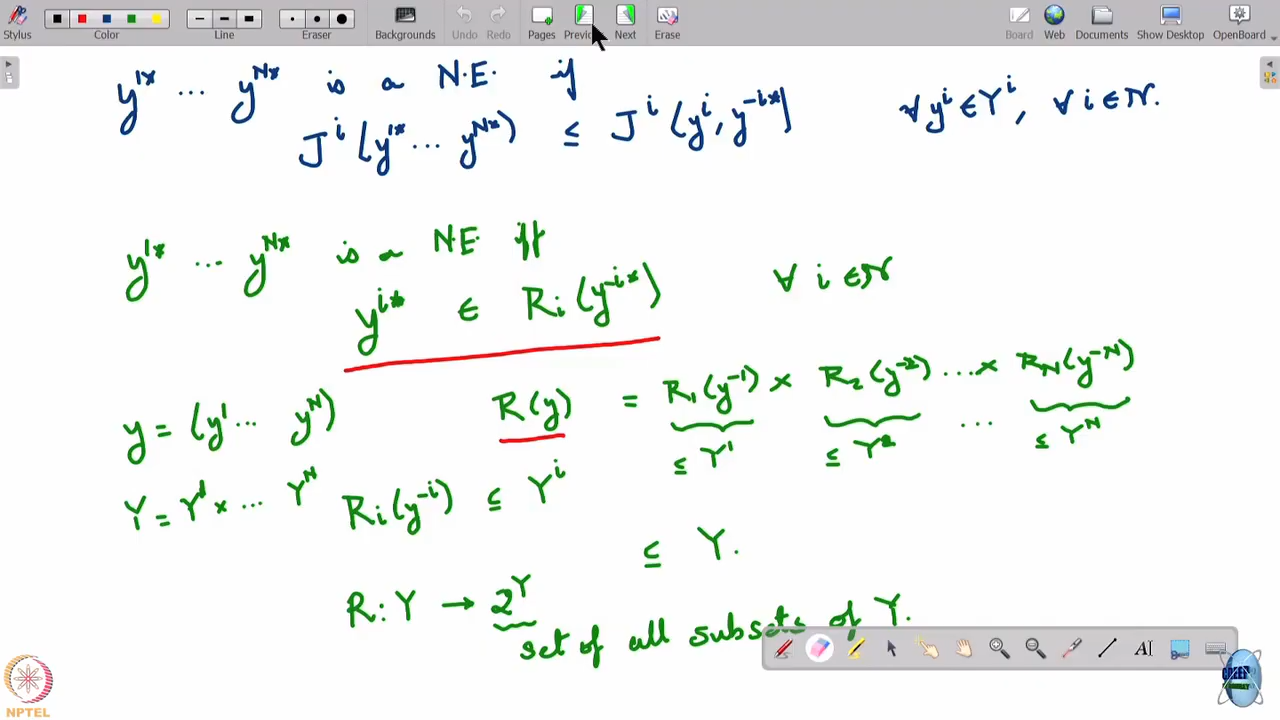 Stylus Color Line Eraser Backgrounds Undo Redo Pages Previ Next Erase Board Web Documents Show Desktop OpenBoard
y^{1*} ... y^{N*} is a N.E. if
J^i (y^{1*} ... y^{N*}) ≤ J^i (y^i, y^{-i*}) ∀ y^i ∈ Y^i, ∀ i ∈ N.
y^{1*} ... y^{N*} is a N.E. iff
y^{i*} ∈ R_i (y^{-i*}) ∀ i ∈ N
y = (y^1 ... y^N) R(y) = R_1(y^{-1}) × R_2(y^{-2}) ... × R_N(y^{-N})
⊆ Y^1 ⊆ Y^2 ... ⊆ Y^N
Y = Y^1 × ... Y^N R_i(y^{-i}) ⊆ Y^i
⊆ Y.
R : Y → 2^Y
set of all subsets of Y.
NPTEL